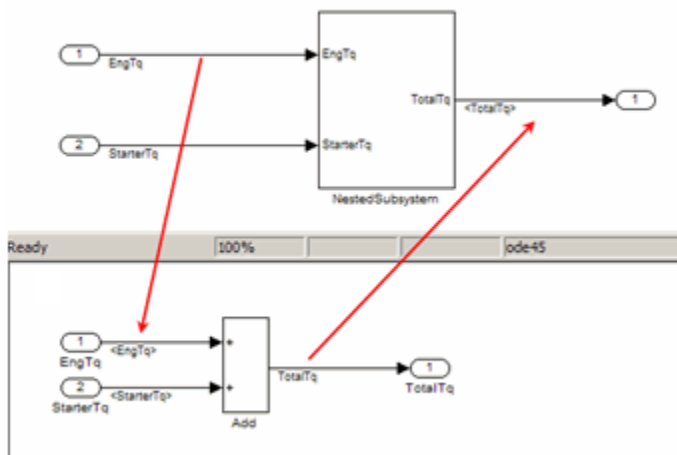 1
EngTq
EngTq
TotalTq
<TotalTq>
1
2
StarterTq
StarterTq
NestedSubsystem
Ready
100%
ode45
1
EngTq
<EngTq>
+
TotalTq
1
TotalTq
2
StarterTq
<StarterTq>
+
Add